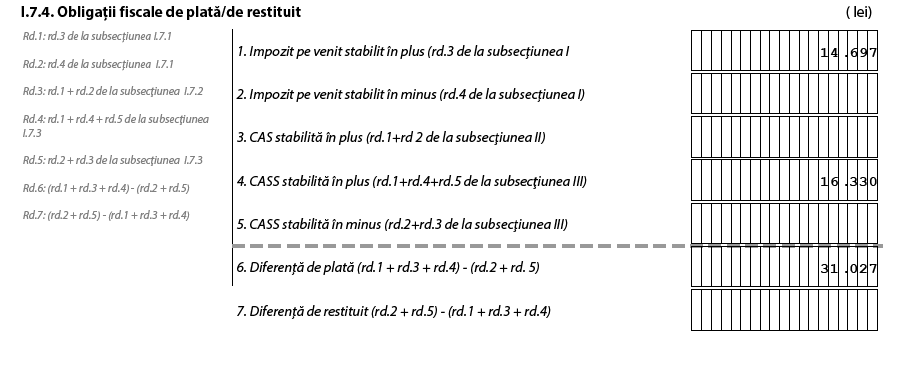 I.7.4. Obligații fiscale de plată/de restituit ( lei)
Rd.1: rd.3 de la subsecțiunea I.7.1
Rd.2: rd.4 de la subsecțiunea I.7.1
Rd.3: rd.1 + rd.2 de la subsecțiunea I.7.2
Rd.4: rd.1 + rd.4 + rd.5 de la subsecțiunea
I.7.3
Rd.5: rd.2 + rd.3 de la subsecțiunea I.7.3
Rd.6: (rd.1 + rd.3 + rd.4) - (rd.2 + rd.5)
Rd.7: (rd.2 + rd.5) - (rd.1 + rd.3 + rd.4)
1. Impozit pe venit stabilit în plus (rd.3 de la subsecțiunea I 14.697
2. Impozit pe venit stabilit în minus (rd.4 de la subsecțiunea I)
3. CAS stabilită în plus (rd.1+rd 2 de la subsecțiunea II)
4. CASS stabilită în plus (rd.1+rd.4+rd.5 de la subsecțiunea III) 16.330
5. CASS stabilită în minus (rd.2+rd.3 de la subsecțiunea III)
6. Diferență de plată (rd.1 + rd.3 + rd.4) - (rd.2 + rd. 5) 31.027
7. Diferență de restituit (rd.2 + rd.5) - (rd.1 + rd.3 + rd.4)